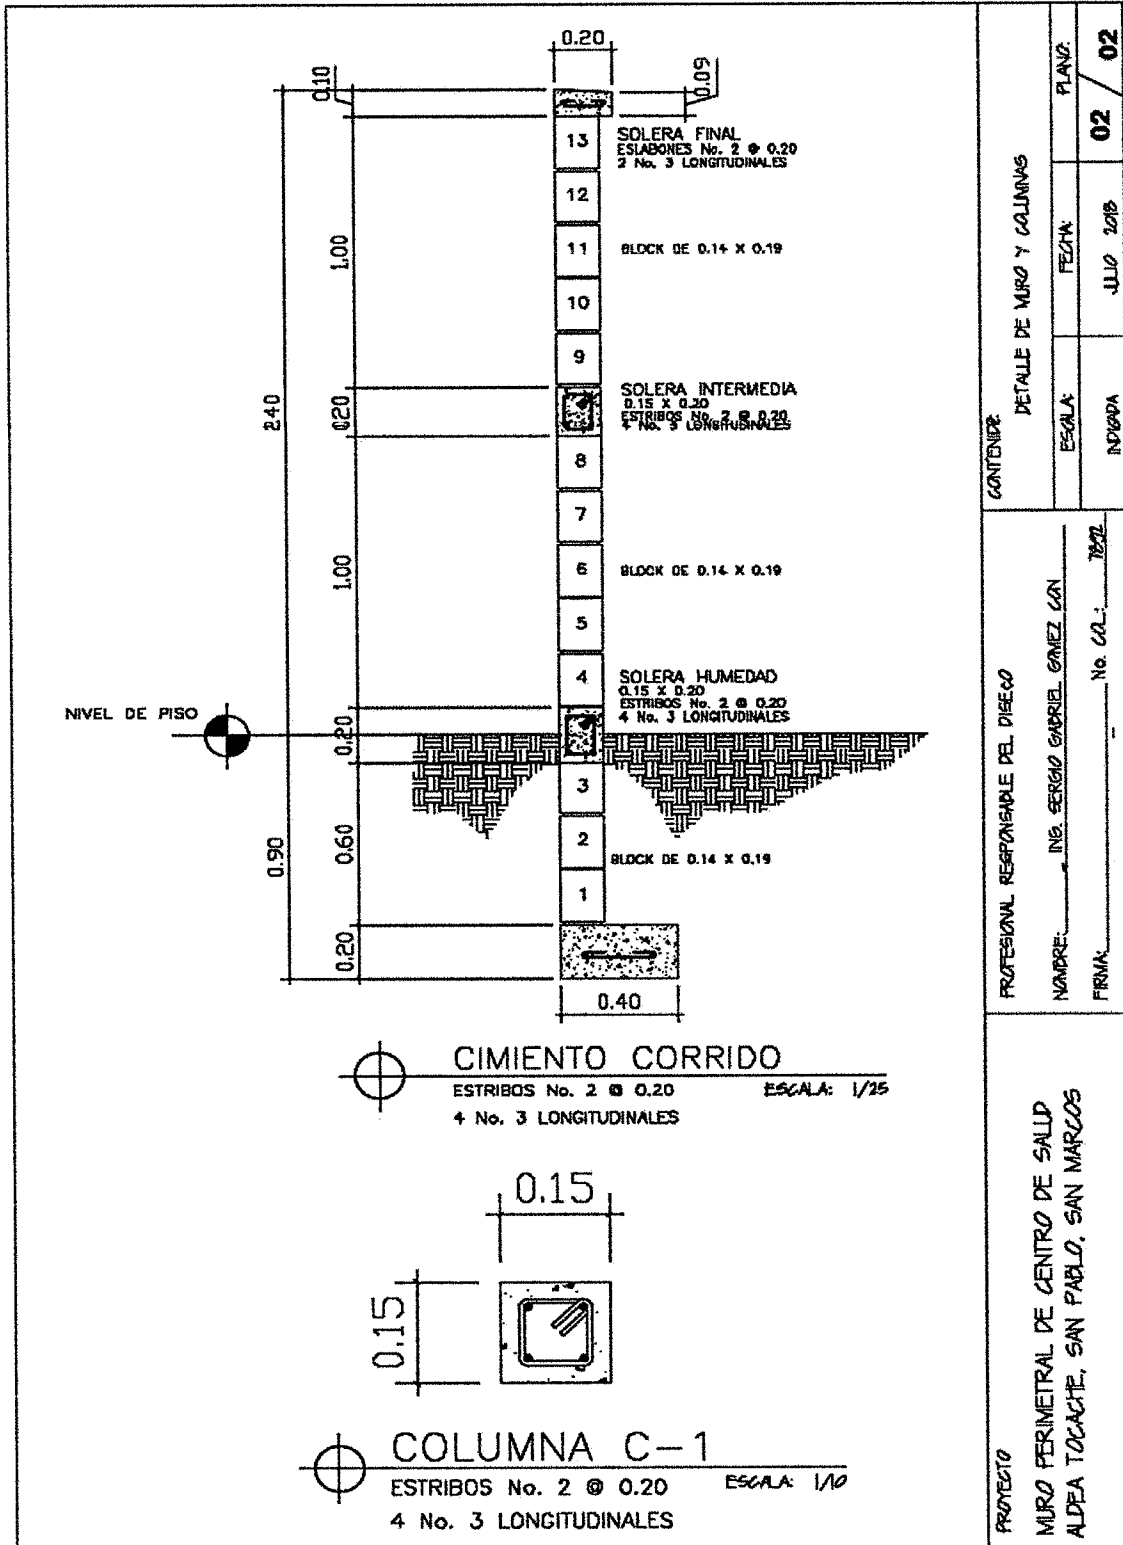 0.20
0.10
0.09
13
SOLERA FINAL
ESLABONES No. 2 @ 0.20
2 No. 3 LONGITUDINALES
12
11
BLOCK DE 0.14 X 0.19
1.00
10
9
2.40
0.20
SOLERA INTERMEDIA
0.15 X 0.20
ESTRIBOS No. 2 @ 0.20
4 No. 3 LONGITUDINALES
8
7
6
BLOCK DE 0.14 X 0.19
1.00
5
4
SOLERA HUMEDAD
0.15 X 0.20
ESTRIBOS No. 2 @ 0.20
4 No. 3 LONGITUDINALES
NIVEL DE PISO
0.20
3
2
BLOCK DE 0.14 X 0.19
0.60
0.90
1
0.20
0.40
CIMIENTO CORRIDO
ESTRIBOS No. 2 @ 0.20
ESCALA: 1/25
4 No. 3 LONGITUDINALES
0.15
0.15
COLUMNA C-1
ESTRIBOS No. 2 @ 0.20
ESCALA: 1/10
4 No. 3 LONGITUDINALES
PROYECTO
MURO PERIMETRAL DE CENTRO DE SALUD
ALDEA TOCACHE, SAN PABLO, SAN MARCOS
PROFESIONAL RESPONSABLE DEL DISEÇO
NOMBRE: ING. SERGIO GABRIEL GAMEZ CON
FIRMA: No. COL.:
CONTENIDE:
DETALLE DE MURO Y COLUMNAS
ESCALA:
INDICADA
FECHA:
JULIO 2018
PLANO:
02 / 02